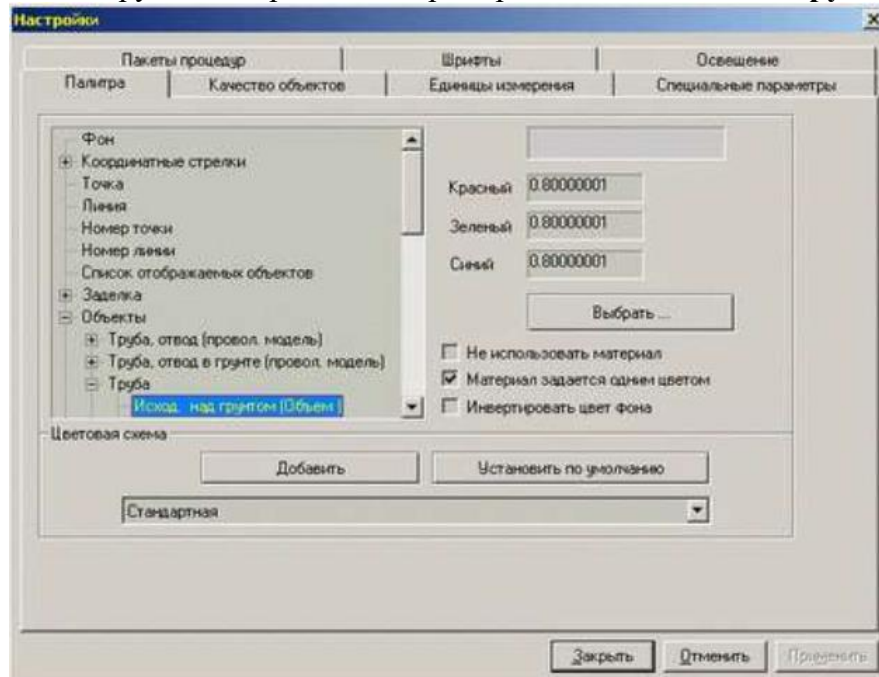 Настройки
Пакеты процедур
Шрифты
Освещение
Палитра
Качество объектов
Единицы измерения
Специальные параметры
Фон
Координатные стрелки
Точка
Линия
Номер точки
Номер линии
Список отображаемых объектов
Заделка
Объекты
Труба, отвод (провол. модель)
Труба, отвод в грунте (провол. модель)
Труба
Исход. над грунтом (Объем )
Красный 0.80000001
Зеленый 0.80000001
Синий 0.80000001
Выбрать ...
Не использовать материал
Материал задается одним цветом
Инвертировать цвет фона
Цветовая схема
Добавить
Установить по умолчанию
Стандартная
Закрыть
Отменить
Применить